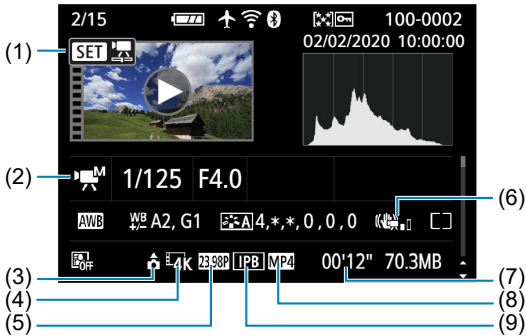 2/15 100-0002
02/02/2020 10:00:00
(1) SET
(2) M 1/125 F4.0
(6)
AWB WB +/- A2, G1 A 4,*,*,0,0,0
OFF 4K 23.98P IPB MP4 00'12" 70.3MB
(3) (7)
(4) (8)
(5) (9)